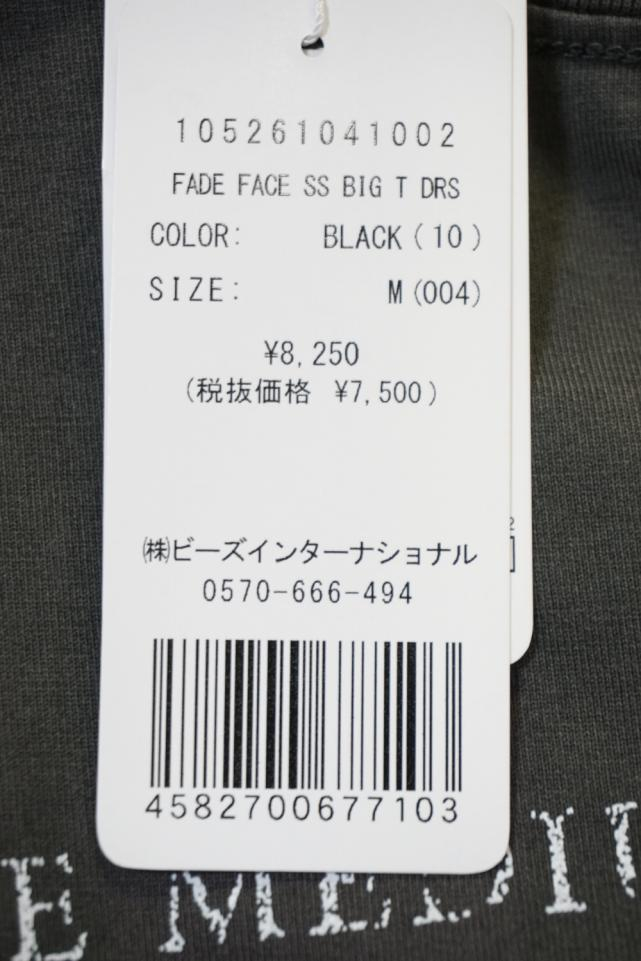 105261041002
FADE FACE SS BIG T DRS
COLOR: BLACK(10)
SIZE: M(004)
¥8,250
(税抜価格 ¥7,500)
㈱ビーズインターナショナル
0570-666-494
4582700677103